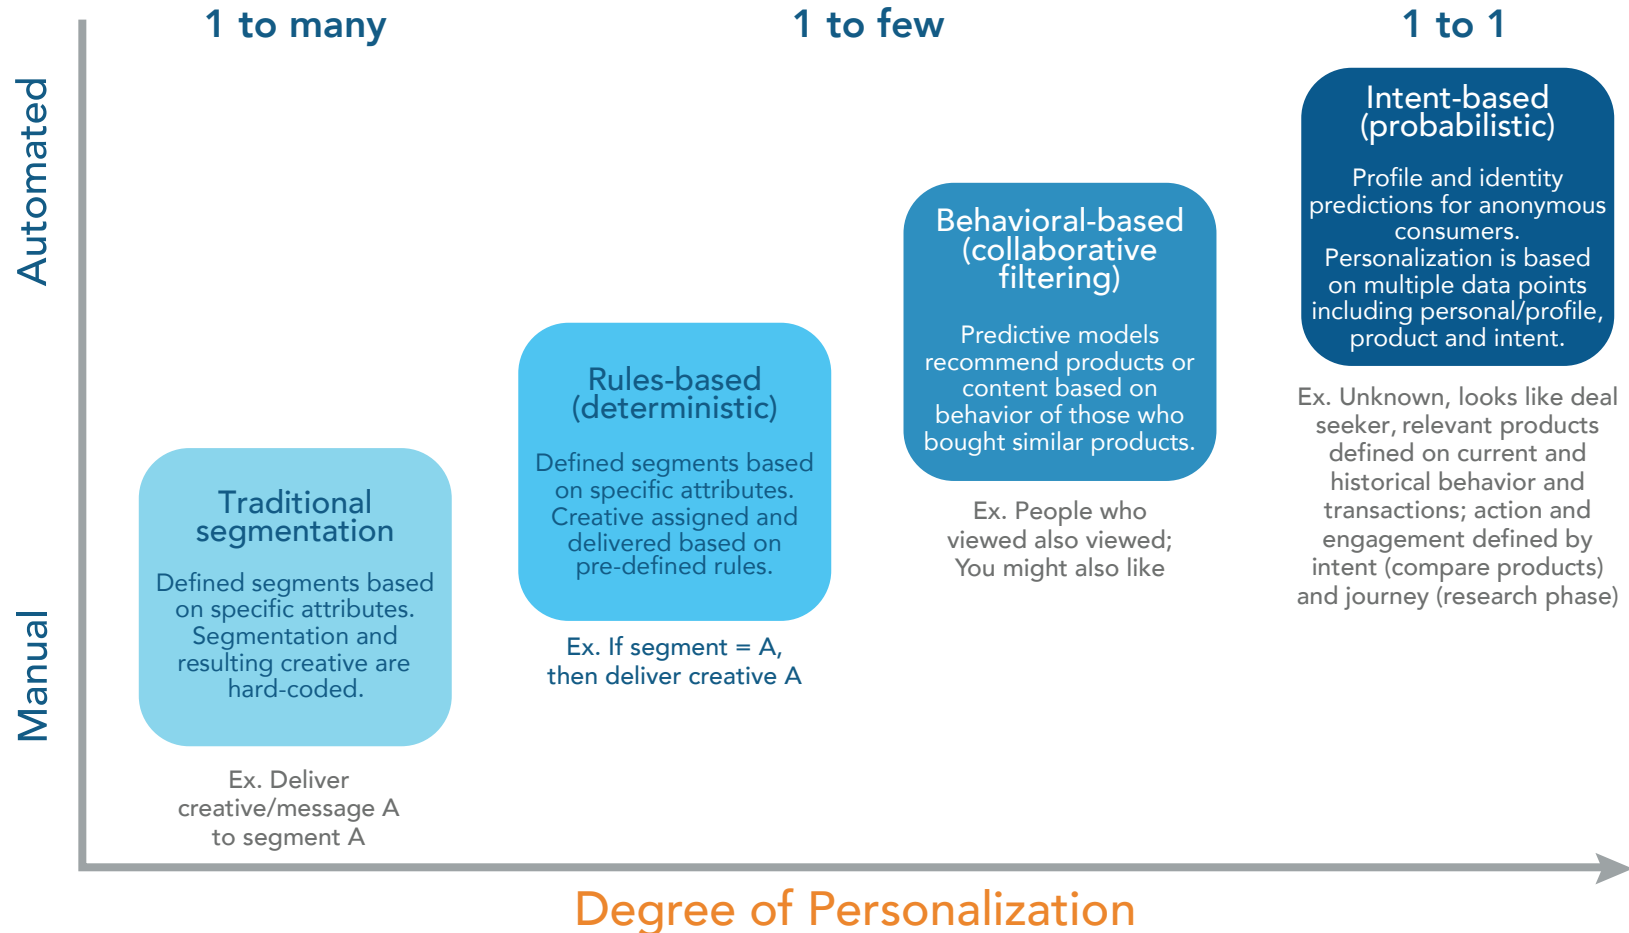 1 to many
1 to few
1 to 1
Automated
Manual
Traditional
segmentation
Defined segments based
on specific attributes.
Segmentation and
resulting creative are
hard-coded.
Ex. Deliver
creative/message A
to segment A
Rules-based
(deterministic)
Defined segments based
on specific attributes.
Creative assigned and
delivered based on
pre-defined rules.
Ex. If segment = A,
then deliver creative A
Behavioral-based
(collaborative
filtering)
Predictive models
recommend products or
content based on
behavior of those who
bought similar products.
Ex. People who
viewed also viewed;
You might also like
Intent-based
(probabilistic)
Profile and identity
predictions for anonymous
consumers.
Personalization is based
on multiple data points
including personal/profile,
product and intent.
Ex. Unknown, looks like deal
seeker, relevant products
defined on current and
historical behavior and
transactions; action and
engagement defined by
intent (compare products)
and journey (research phase)
Degree of Personalization